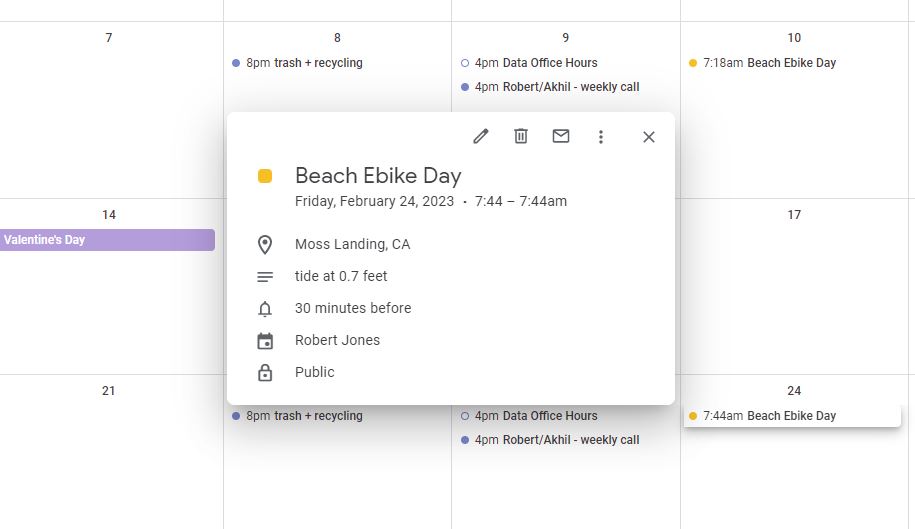 7
8
9
10
8pm trash + recycling
4pm Data Office Hours
7:18am Beach Ebike Day
4pm Robert/Akhil - weekly call
Beach Ebike Day
Friday, February 24, 2023 • 7:44 – 7:44am
14
17
Valentine's Day
Moss Landing, CA
tide at 0.7 feet
30 minutes before
Robert Jones
Public
21
24
8pm trash + recycling
4pm Data Office Hours
7:44am Beach Ebike Day
4pm Robert/Akhil - weekly call